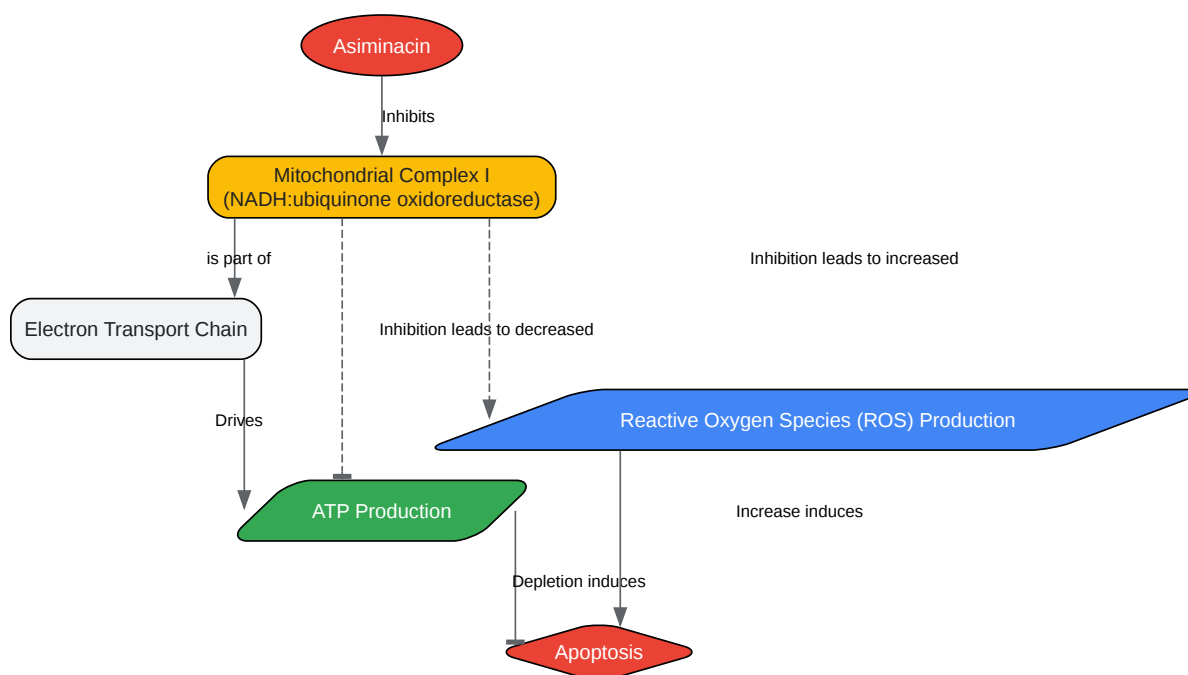 Asiminacin
Inhibits
Mitochondrial Complex I
(NADH:ubiquinone oxidoreductase)
is part of
Inhibition leads to increased
Electron Transport Chain
Inhibition leads to decreased
Drives
Reactive Oxygen Species (ROS) Production
ATP Production
Increase induces
Depletion induces
Apoptosis